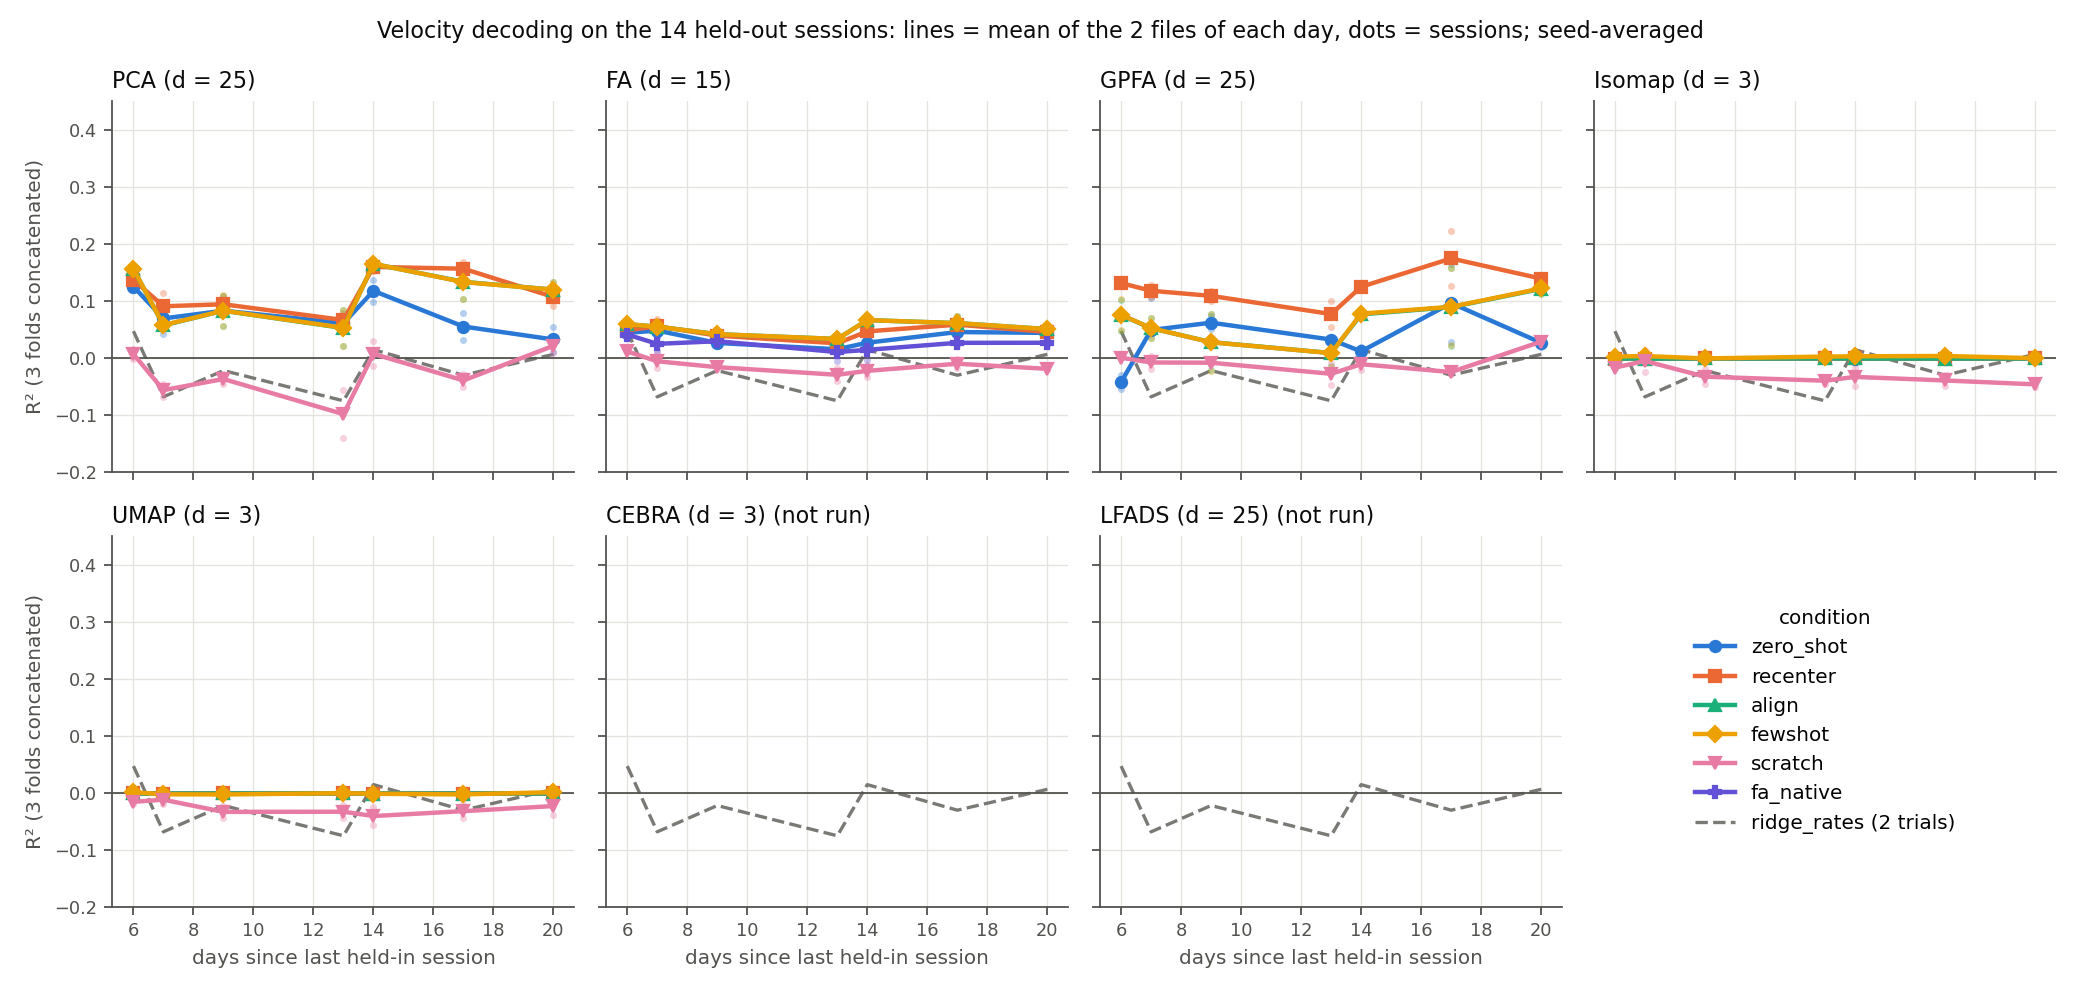 Velocity decoding on the 14 held-out sessions: lines = mean of the 2 files of each day, dots = sessions; seed-averaged
PCA (d = 25)
FA (d = 15)
GPFA (d = 25)
Isomap (d = 3)
R² (3 folds concatenated)
0.4
0.3
0.2
0.1
0.0
−0.1
−0.2
UMAP (d = 3)
CEBRA (d = 3) (not run)
LFADS (d = 25) (not run)
R² (3 folds concatenated)
0.4
0.3
0.2
0.1
0.0
−0.1
−0.2
condition
zero_shot
recenter
align
fewshot
scratch
fa_native
ridge_rates (2 trials)
6 8 10 12 14 16 18 20
6 8 10 12 14 16 18 20
6 8 10 12 14 16 18 20
days since last held-in session
days since last held-in session
days since last held-in session